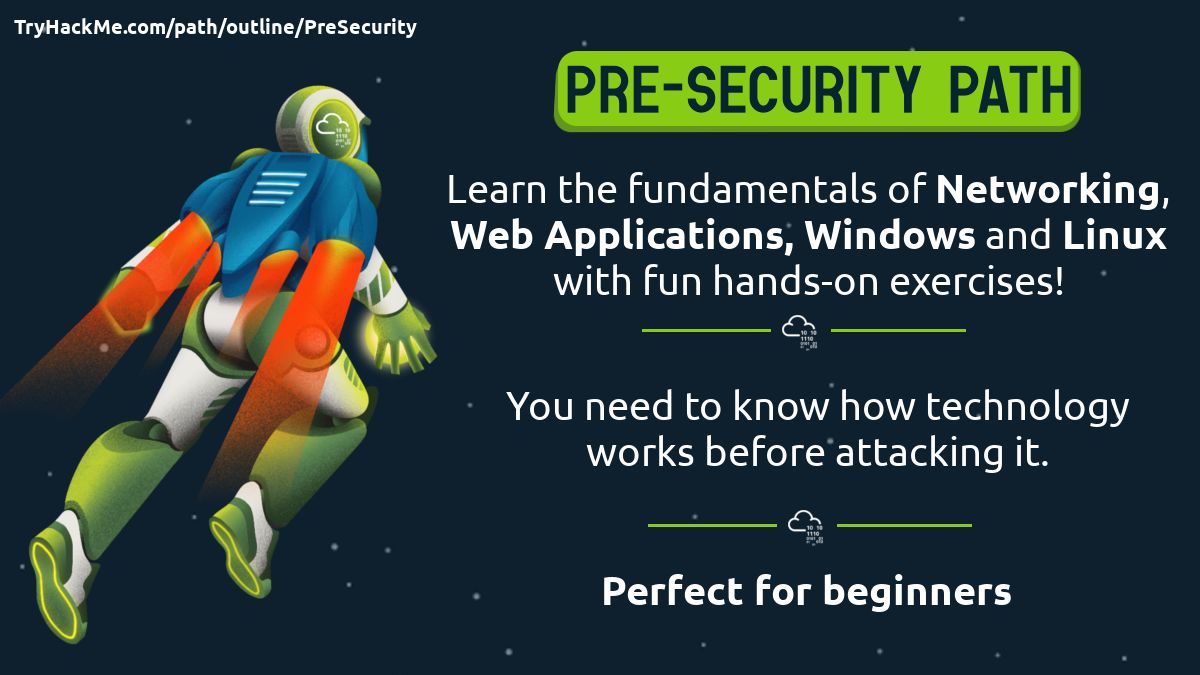 TryHackMe.com/path/outline/PreSecurity
PRE-SECURITY PATH
Learn the fundamentals of Networking,
Web Applications, Windows and Linux
with fun hands-on exercises!
You need to know how technology
works before attacking it.
Perfect for beginners